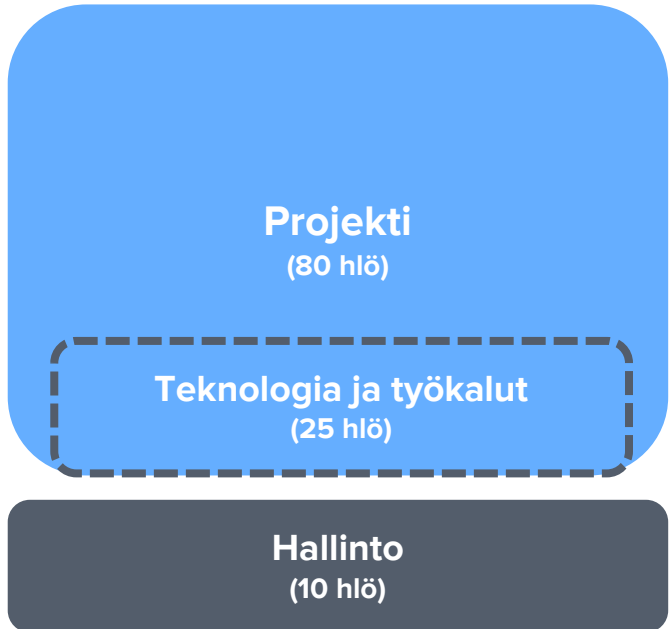 Projekti
(80 hlö)
Teknologia ja työkalut
(25 hlö)
Hallinto
(10 hlö)